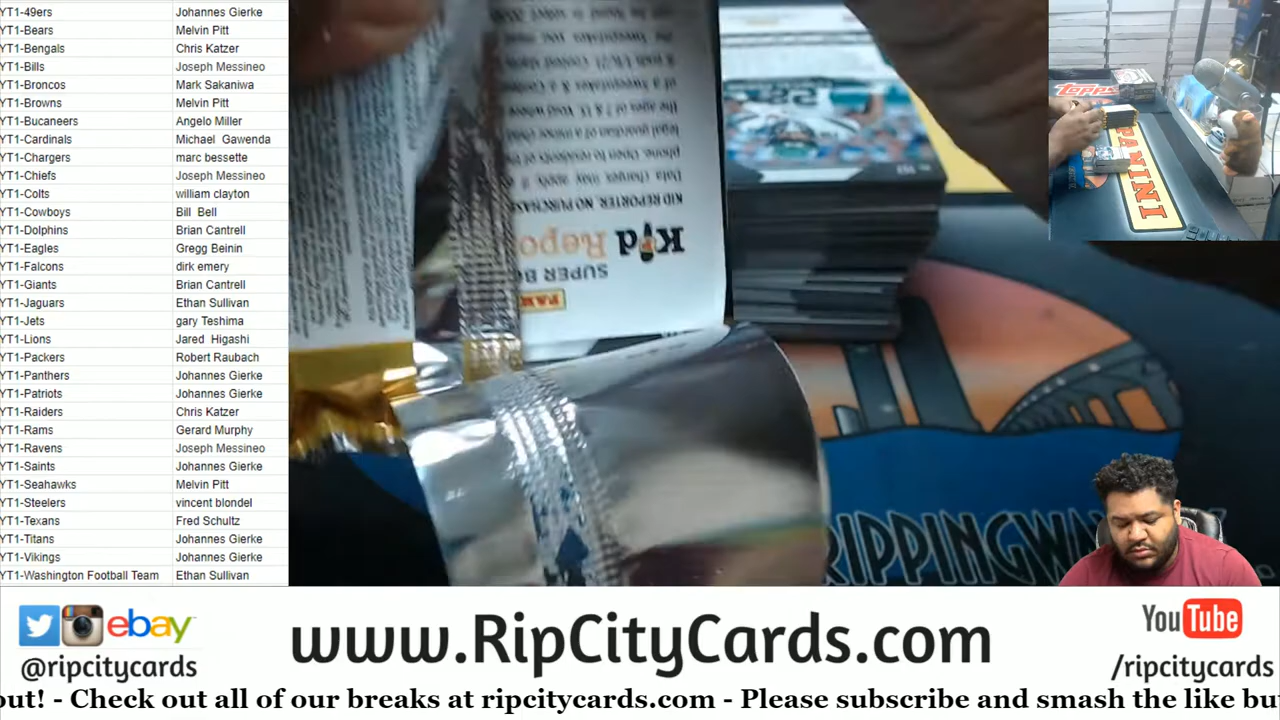 YT1-49ers Johannes Gierke
YT1-Bears Melvin Pitt
YT1-Bengals Chris Katzer
YT1-Bills Joseph Messineo
YT1-Broncos Mark Sakaniwa
YT1-Browns Melvin Pitt
YT1-Bucaneers Angelo Miller
YT1-Cardinals Michael Gawenda
YT1-Chargers marc bessette
YT1-Chiefs Joseph Messineo
YT1-Colts william clayton
YT1-Cowboys Bill Bell
YT1-Dolphins Brian Cantrell
YT1-Eagles Gregg Beinin
YT1-Falcons dirk emery
YT1-Giants Brian Cantrell
YT1-Jaguars Ethan Sullivan
YT1-Jets gary Teshima
YT1-Lions Jared Higashi
YT1-Packers Robert Raubach
YT1-Panthers Johannes Gierke
YT1-Patriots Johannes Gierke
YT1-Raiders Chris Katzer
YT1-Rams Gerard Murphy
YT1-Ravens Joseph Messineo
YT1-Saints Johannes Gierke
YT1-Seahawks Melvin Pitt
YT1-Steelers vincent blondel
YT1-Texans Fred Schultz
YT1-Titans Johannes Gierke
YT1-Vikings Johannes Gierke
YT1-Washington Football Team Ethan Sullivan
KID REPORTER. NO PURCHASE
Kid Repo
SUPER BO
PANI
topps
PANINI
RIPPINGWA
ebay
@ripcitycards
www.RipCityCards.com
YouTube
/ripcitycards
out! - Check out all of our breaks at ripcitycards.com - Please subscribe and smash the like bu